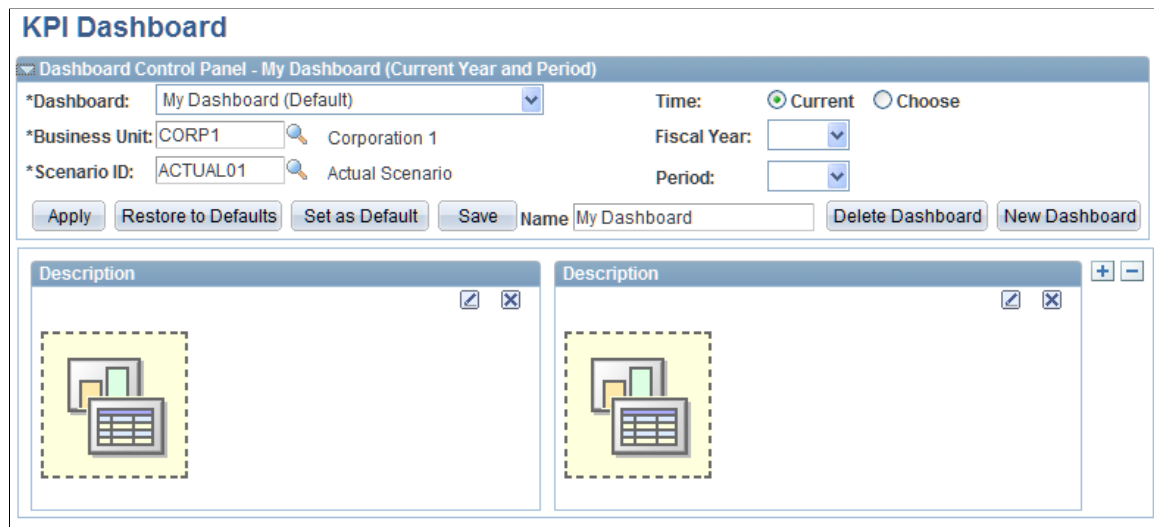 KPI Dashboard
Dashboard Control Panel - My Dashboard (Current Year and Period)
*Dashboard: My Dashboard (Default) Time: Current Choose
*Business Unit: CORP1 Corporation 1 Fiscal Year:
*Scenario ID: ACTUAL01 Actual Scenario Period:
Apply Restore to Defaults Set as Default Save Name My Dashboard Delete Dashboard New Dashboard
Description Description